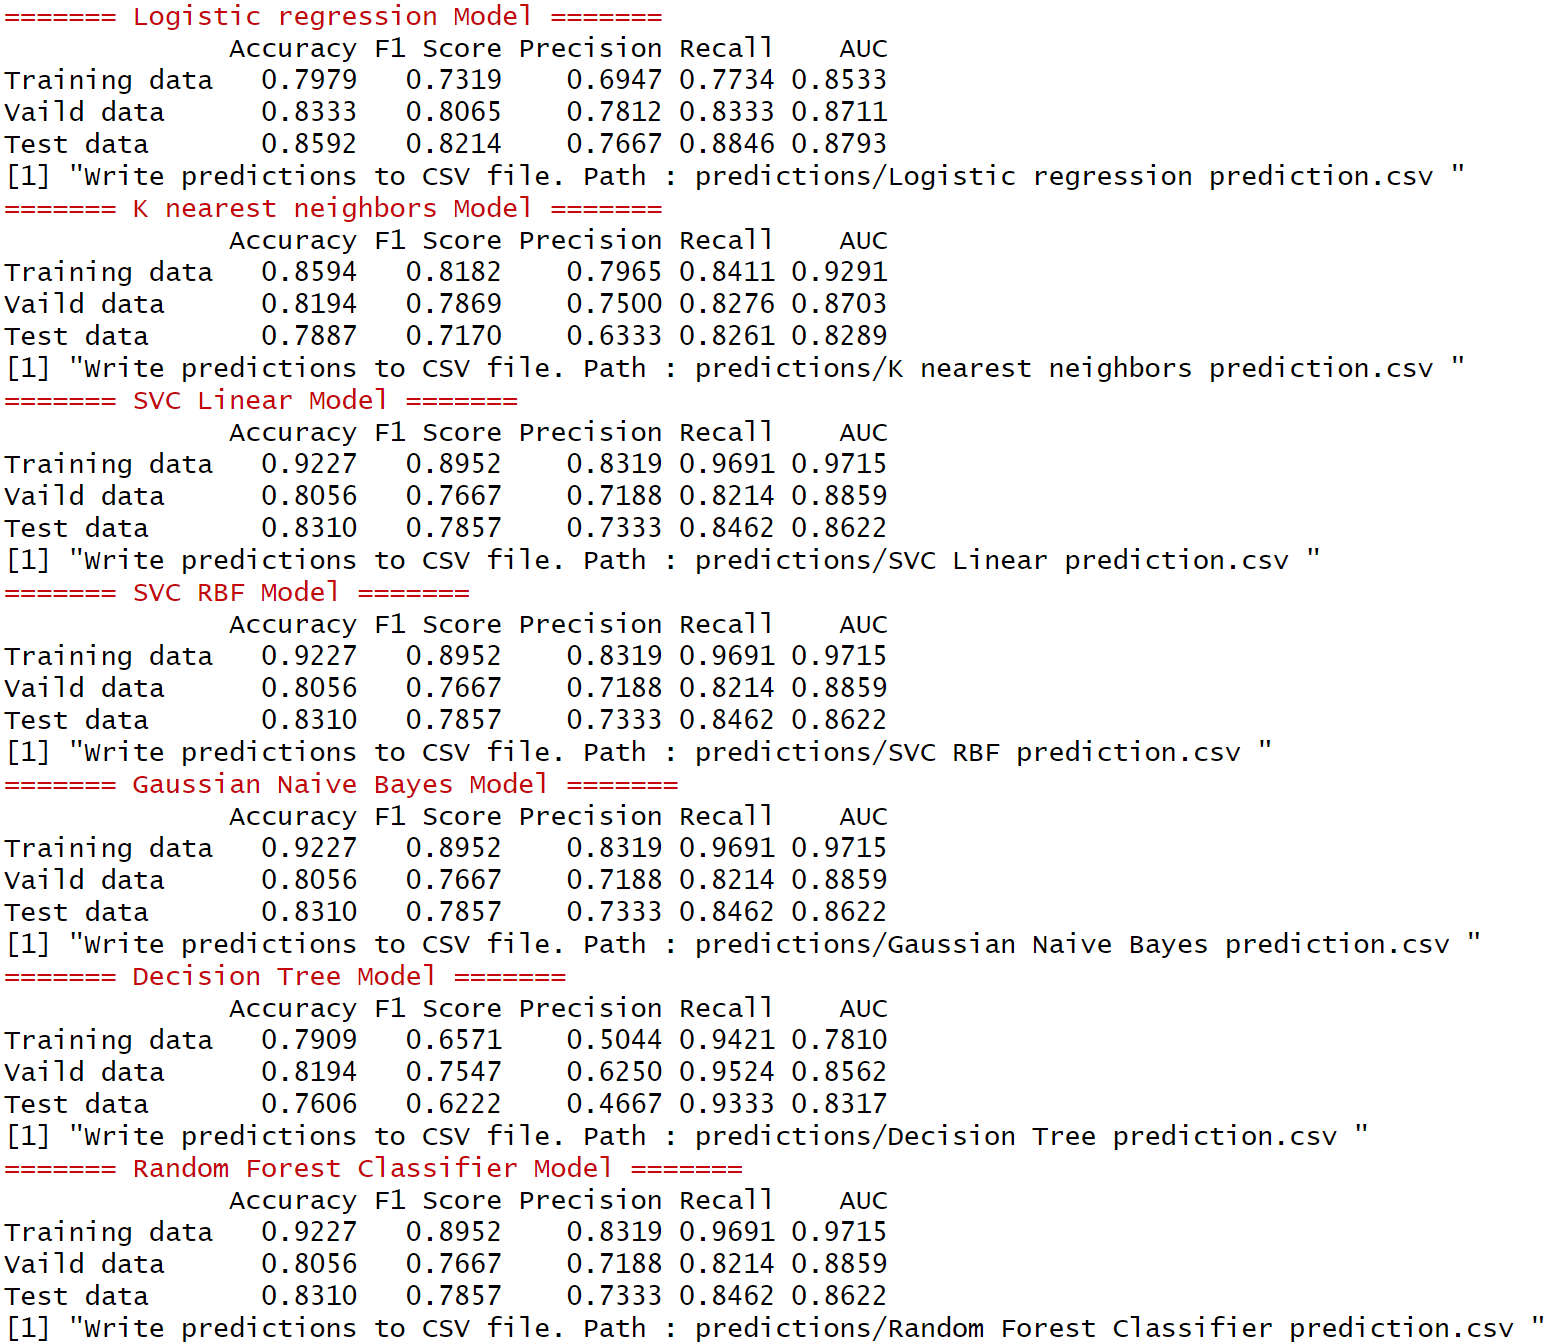 ======= Logistic regression Model =======
              Accuracy F1 Score Precision Recall    AUC
Training data   0.7979   0.7319    0.6947 0.7734 0.8533
Vaild data      0.8333   0.8065    0.7812 0.8333 0.8711
Test data       0.8592   0.8214    0.7667 0.8846 0.8793
[1] "Write predictions to CSV file. Path : predictions/Logistic regression prediction.csv "
======= K nearest neighbors Model =======
              Accuracy F1 Score Precision Recall    AUC
Training data   0.8594   0.8182    0.7965 0.8411 0.9291
Vaild data      0.8194   0.7869    0.7500 0.8276 0.8703
Test data       0.7887   0.7170    0.6333 0.8261 0.8289
[1] "Write predictions to CSV file. Path : predictions/K nearest neighbors prediction.csv "
======= SVC Linear Model =======
              Accuracy F1 Score Precision Recall    AUC
Training data   0.9227   0.8952    0.8319 0.9691 0.9715
Vaild data      0.8056   0.7667    0.7188 0.8214 0.8859
Test data       0.8310   0.7857    0.7333 0.8462 0.8622
[1] "Write predictions to CSV file. Path : predictions/SVC Linear prediction.csv "
======= SVC RBF Model =======
              Accuracy F1 Score Precision Recall    AUC
Training data   0.9227   0.8952    0.8319 0.9691 0.9715
Vaild data      0.8056   0.7667    0.7188 0.8214 0.8859
Test data       0.8310   0.7857    0.7333 0.8462 0.8622
[1] "Write predictions to CSV file. Path : predictions/SVC RBF prediction.csv "
======= Gaussian Naive Bayes Model =======
              Accuracy F1 Score Precision Recall    AUC
Training data   0.9227   0.8952    0.8319 0.9691 0.9715
Vaild data      0.8056   0.7667    0.7188 0.8214 0.8859
Test data       0.8310   0.7857    0.7333 0.8462 0.8622
[1] "Write predictions to CSV file. Path : predictions/Gaussian Naive Bayes prediction.csv "
======= Decision Tree Model =======
              Accuracy F1 Score Precision Recall    AUC
Training data   0.7909   0.6571    0.5044 0.9421 0.7810
Vaild data      0.8194   0.7547    0.6250 0.9524 0.8562
Test data       0.7606   0.6222    0.4667 0.9333 0.8317
[1] "Write predictions to CSV file. Path : predictions/Decision Tree prediction.csv "
======= Random Forest Classifier Model =======
              Accuracy F1 Score Precision Recall    AUC
Training data   0.9227   0.8952    0.8319 0.9691 0.9715
Vaild data      0.8056   0.7667    0.7188 0.8214 0.8859
Test data       0.8310   0.7857    0.7333 0.8462 0.8622
[1] "Write predictions to CSV file. Path : predictions/Random Forest Classifier prediction.csv "